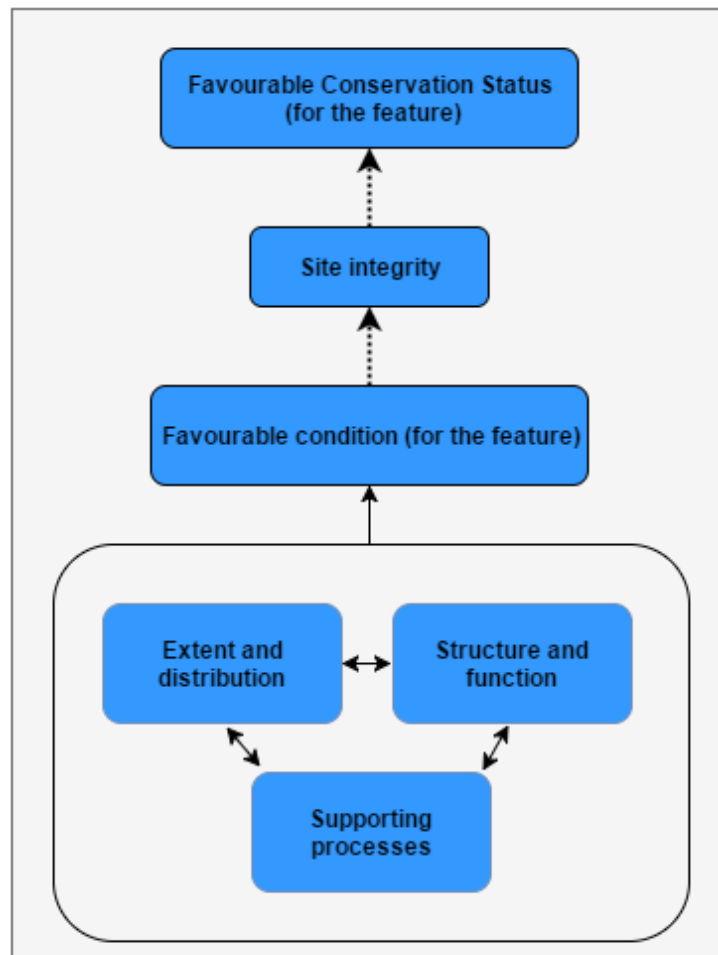 Favourable Conservation Status
(for the feature)
Site integrity
Favourable condition (for the feature)
Extent and
distribution
Structure and
function
Supporting
processes